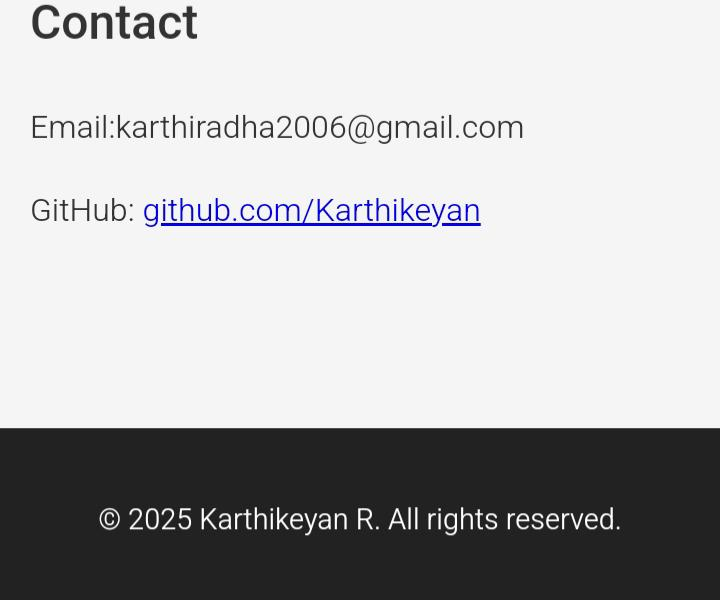 Contact
Email:karthiradha2006@gmail.com
GitHub: github.com/Karthikeyan
© 2025 Karthikeyan R. All rights reserved.